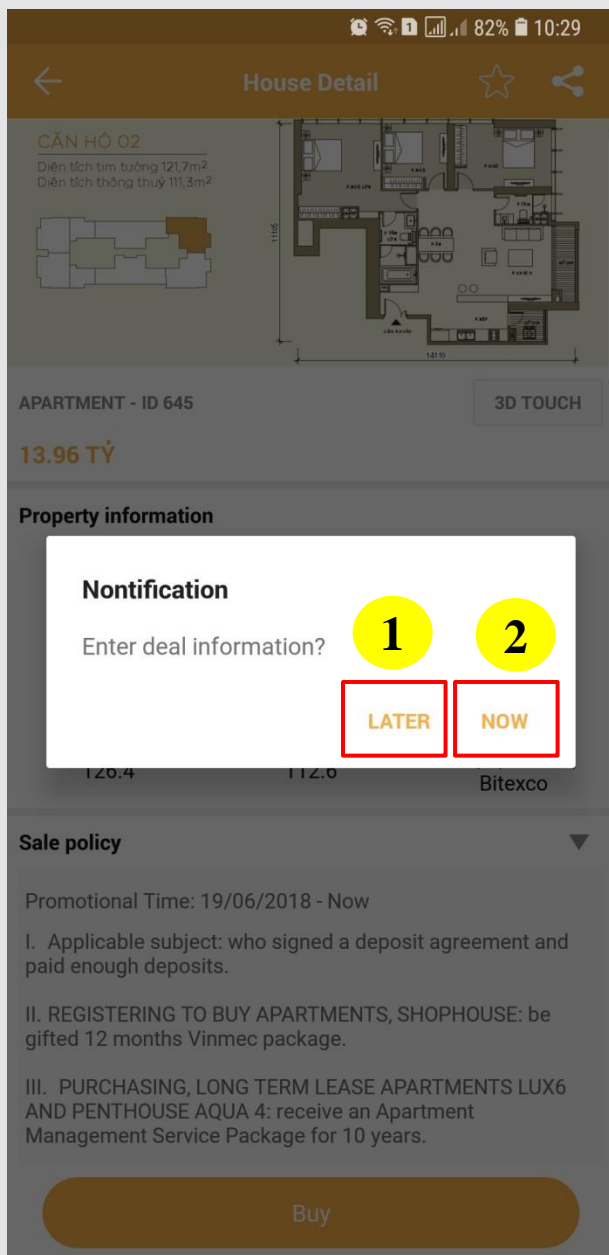 1 82% 10:29
House Detail
CĂN HỘ 02
Diện tích tim tường 121,7m²
Diện tích thông thuỷ 111,3m²
11105
14110
APARTMENT - ID 645
3D TOUCH
13.96 TỶ
Property information
Nontification
Enter deal information?
1
2
LATER
NOW
126.4 112.6
Bitexco
Sale policy
Promotional Time: 19/06/2018 - Now
I. Applicable subject: who signed a deposit agreement and
paid enough deposits.
II. REGISTERING TO BUY APARTMENTS, SHOPHOUSE: be
gifted 12 months Vinmec package.
III. PURCHASING, LONG TERM LEASE APARTMENTS LUX6
AND PENTHOUSE AQUA 4: receive an Apartment
Management Service Package for 10 years.
Buy